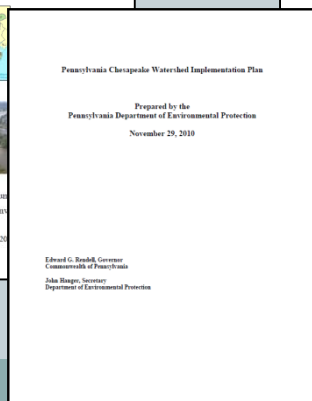 Pennsylvania Chesapeake Watershed Implementation Plan
Prepared by the
Pennsylvania Department of Environmental Protection
November 29, 2010
Edward G. Rendell, Governor
Commonwealth of Pennsylvania
John Hanger, Secretary
Department of Environmental Protection